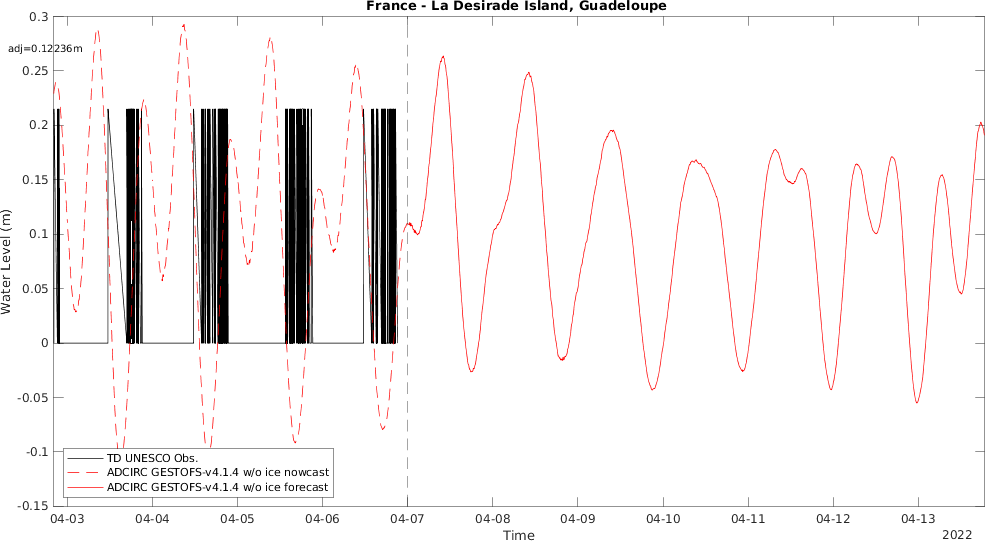 France - La Desirade Island, Guadeloupe
adj=0.12236m
0.3
0.25
0.2
0.15
0.1
0.05
0
-0.05
-0.1
-0.15
Water Level (m)
TD UNESCO Obs.
ADCIRC GESTOFS-v4.1.4 w/o ice nowcast
ADCIRC GESTOFS-v4.1.4 w/o ice forecast
04-03 04-04 04-05 04-06 04-07 04-08 04-09 04-10 04-11 04-12 04-13
Time
2022